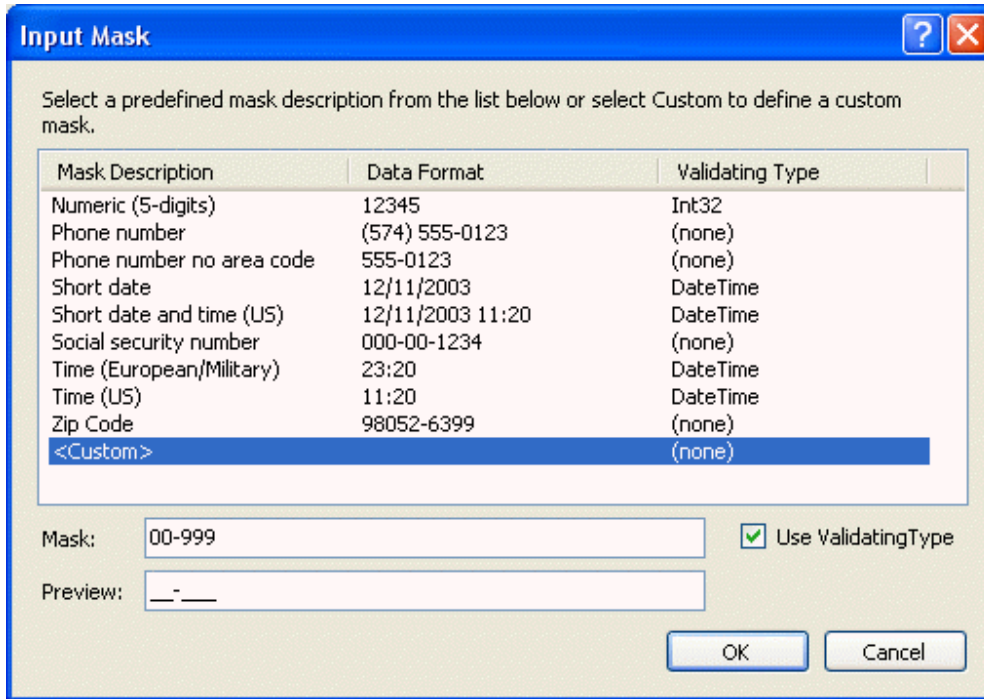 Input Mask
Select a predefined mask description from the list below or select Custom to define a custom
mask.
Mask Description Data Format Validating Type
Numeric (5-digits) 12345 Int32
Phone number (574) 555-0123 (none)
Phone number no area code 555-0123 (none)
Short date 12/11/2003 DateTime
Short date and time (US) 12/11/2003 11:20 DateTime
Social security number 000-00-1234 (none)
Time (European/Military) 23:20 DateTime
Time (US) 11:20 DateTime
Zip Code 98052-6399 (none)
<Custom> (none)
Mask: 00-999 Use ValidatingType
Preview: __-___
OK Cancel